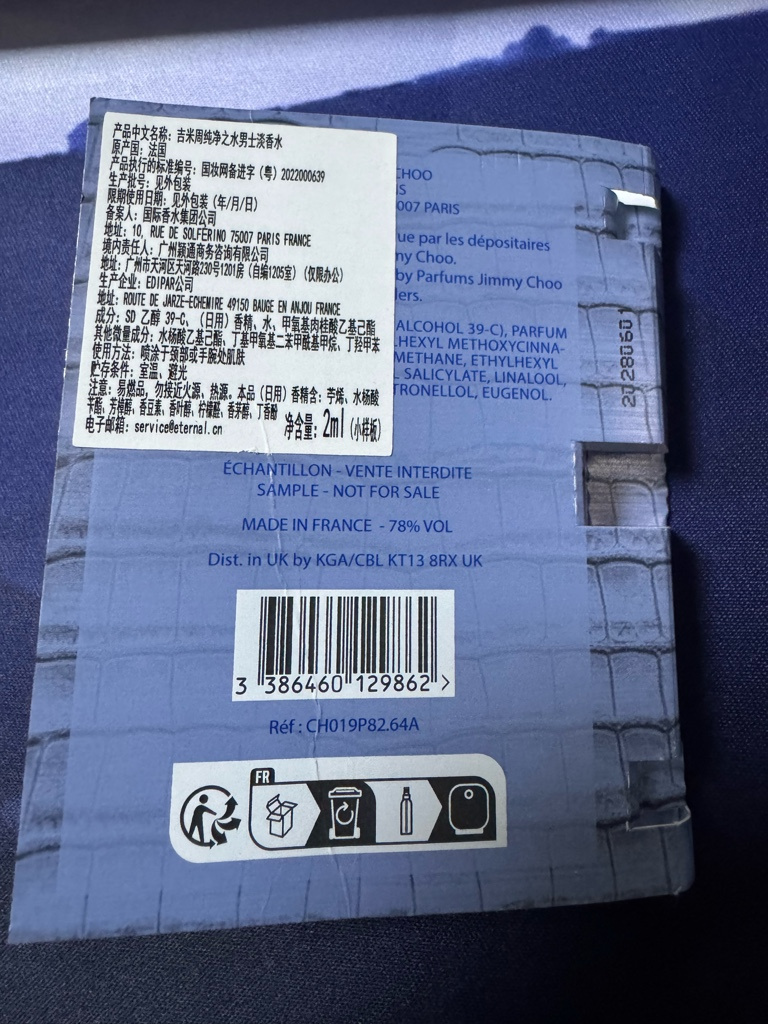 产品中文名称：吉米周纯净之水男士淡香水
原产国：法国
产品执行的标准编号：国妆网备进字（粤）2022000639
生产批号：见外包装
限期使用日期：见外包装（年/月/日）
备案人：国际香水集团公司
地址：10, RUE DE SOLFERINO 75007 PARIS FRANCE
境内责任人：广州颖通商务咨询有限公司
地址：广州市天河区天河路230号1201房（自编1205室）（仅限办公）
生产企业：EDIPAR公司
地址：ROUTE DE JARZE-ECHEMIRE 49150 BAUGE EN ANJOU FRANCE
成分：SD 乙醇 39-C、（日用）香精、水、甲氧基肉桂酸乙基己酯
其他微量成分：水杨酸乙基己酯、丁基甲氧基二苯甲酰基甲烷、丁羟甲苯
使用方法：喷涂于颈部或手腕处肌肤
贮存条件：室温、避光
注意：易燃品，勿接近火源、热源。本品（日用）香精含：苧烯、水杨酸
苄酯、芳樟醇、香豆素、香叶醇、柠檬醛、香茅醇、丁香酚
电子邮箱：service@eternal.cn 净含量：2ml（小样板）
CHOO
IS
007 PARIS
que par les dépositaires
ny Choo.
by Parfums Jimmy Choo
lers.
ALCOHOL 39-C), PARFUM
LHEXYL METHOXYCINNA-
METHANE, ETHYLHEXYL
L SALICYLATE, LINALOOL,
TRONELLOL, EUGENOL.
20280601
ÉCHANTILLON - VENTE INTERDITE
SAMPLE - NOT FOR SALE
MADE IN FRANCE - 78% VOL
Dist. in UK by KGA/CBL KT13 8RX UK
3 386460 129862 >
Réf : CH019P82.64A
FR